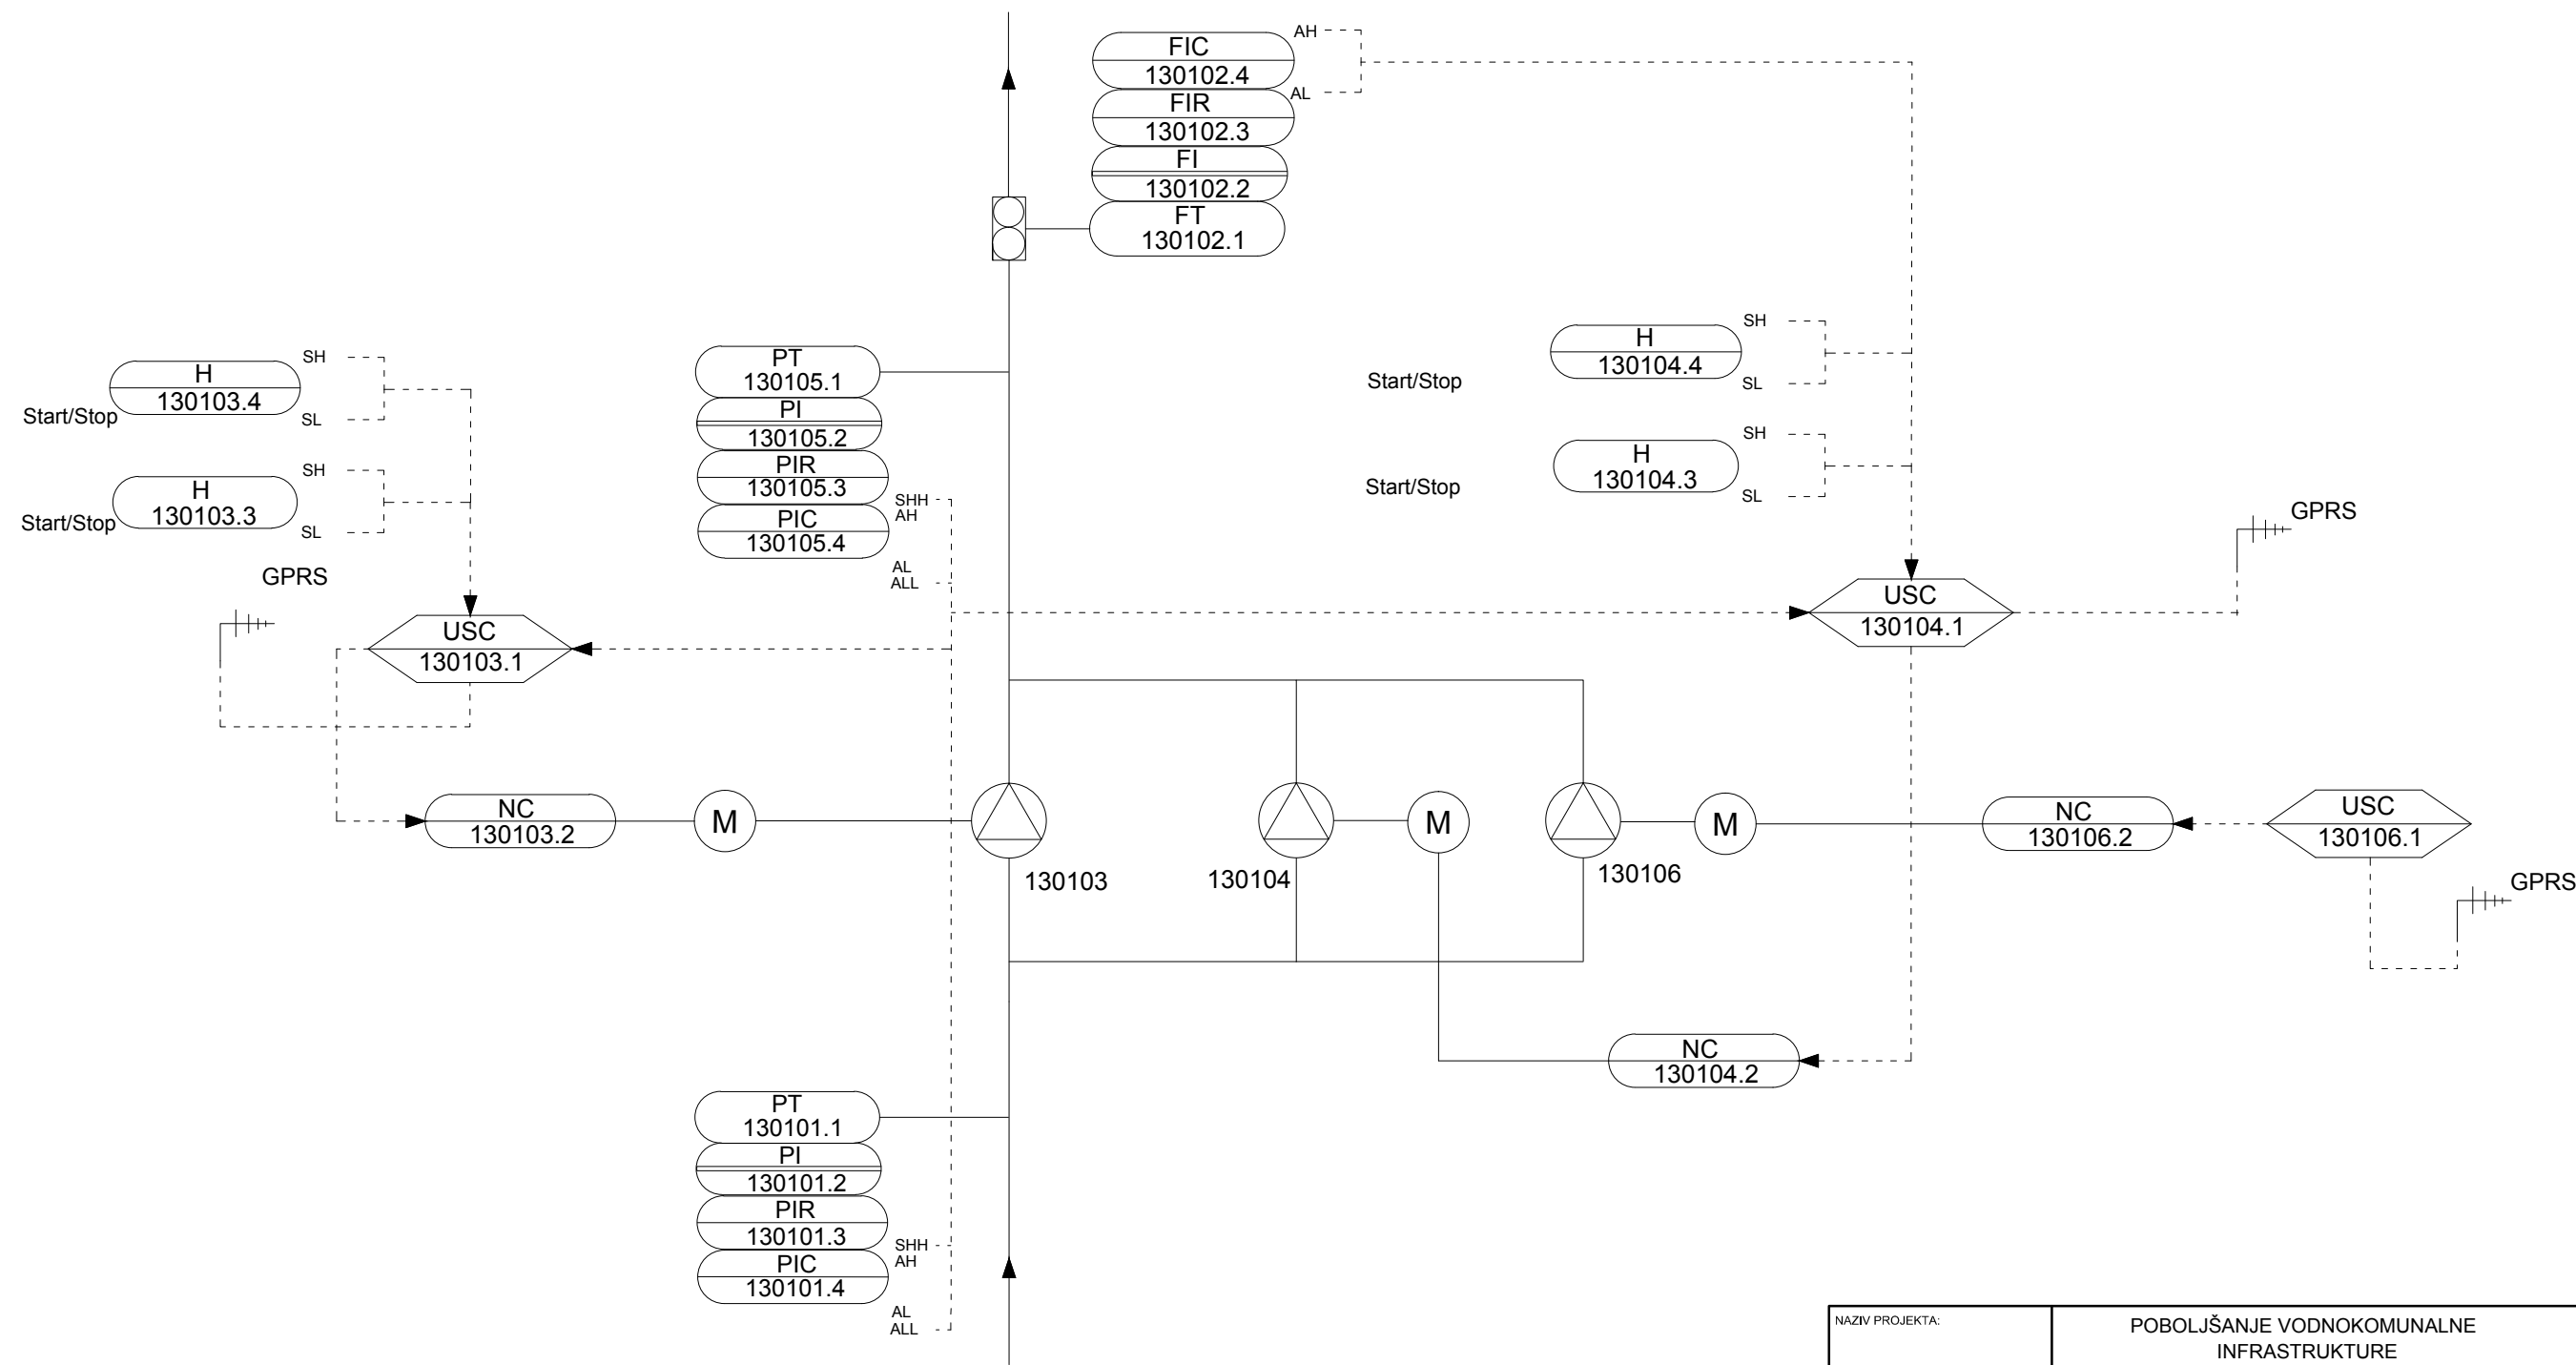 FIC
130102.4
AH
AL
FIR
130102.3
FI
130102.2
FT
130102.1
H
130103.4
SH
SL
Start/Stop
H
130103.3
SH
SL
Start/Stop
GPRS
USC
130103.1
PT
130105.1
PI
130105.2
PIR
130105.3
PIC
130105.4
SHH
AH
AL
ALL
H
130104.4
SH
SL
Start/Stop
H
130104.3
SH
SL
Start/Stop
GPRS
USC
130104.1
NC
130103.2
M
130103
130104
M
130106
M
NC
130106.2
USC
130106.1
GPRS
NC
130104.2
PT
130101.1
PI
130101.2
PIR
130101.3
PIC
130101.4
SHH
AH
AL
ALL
NAZIV PROJEKTA:
POBOLJŠANJE VODNOKOMUNALNE
INFRASTRUKTURE